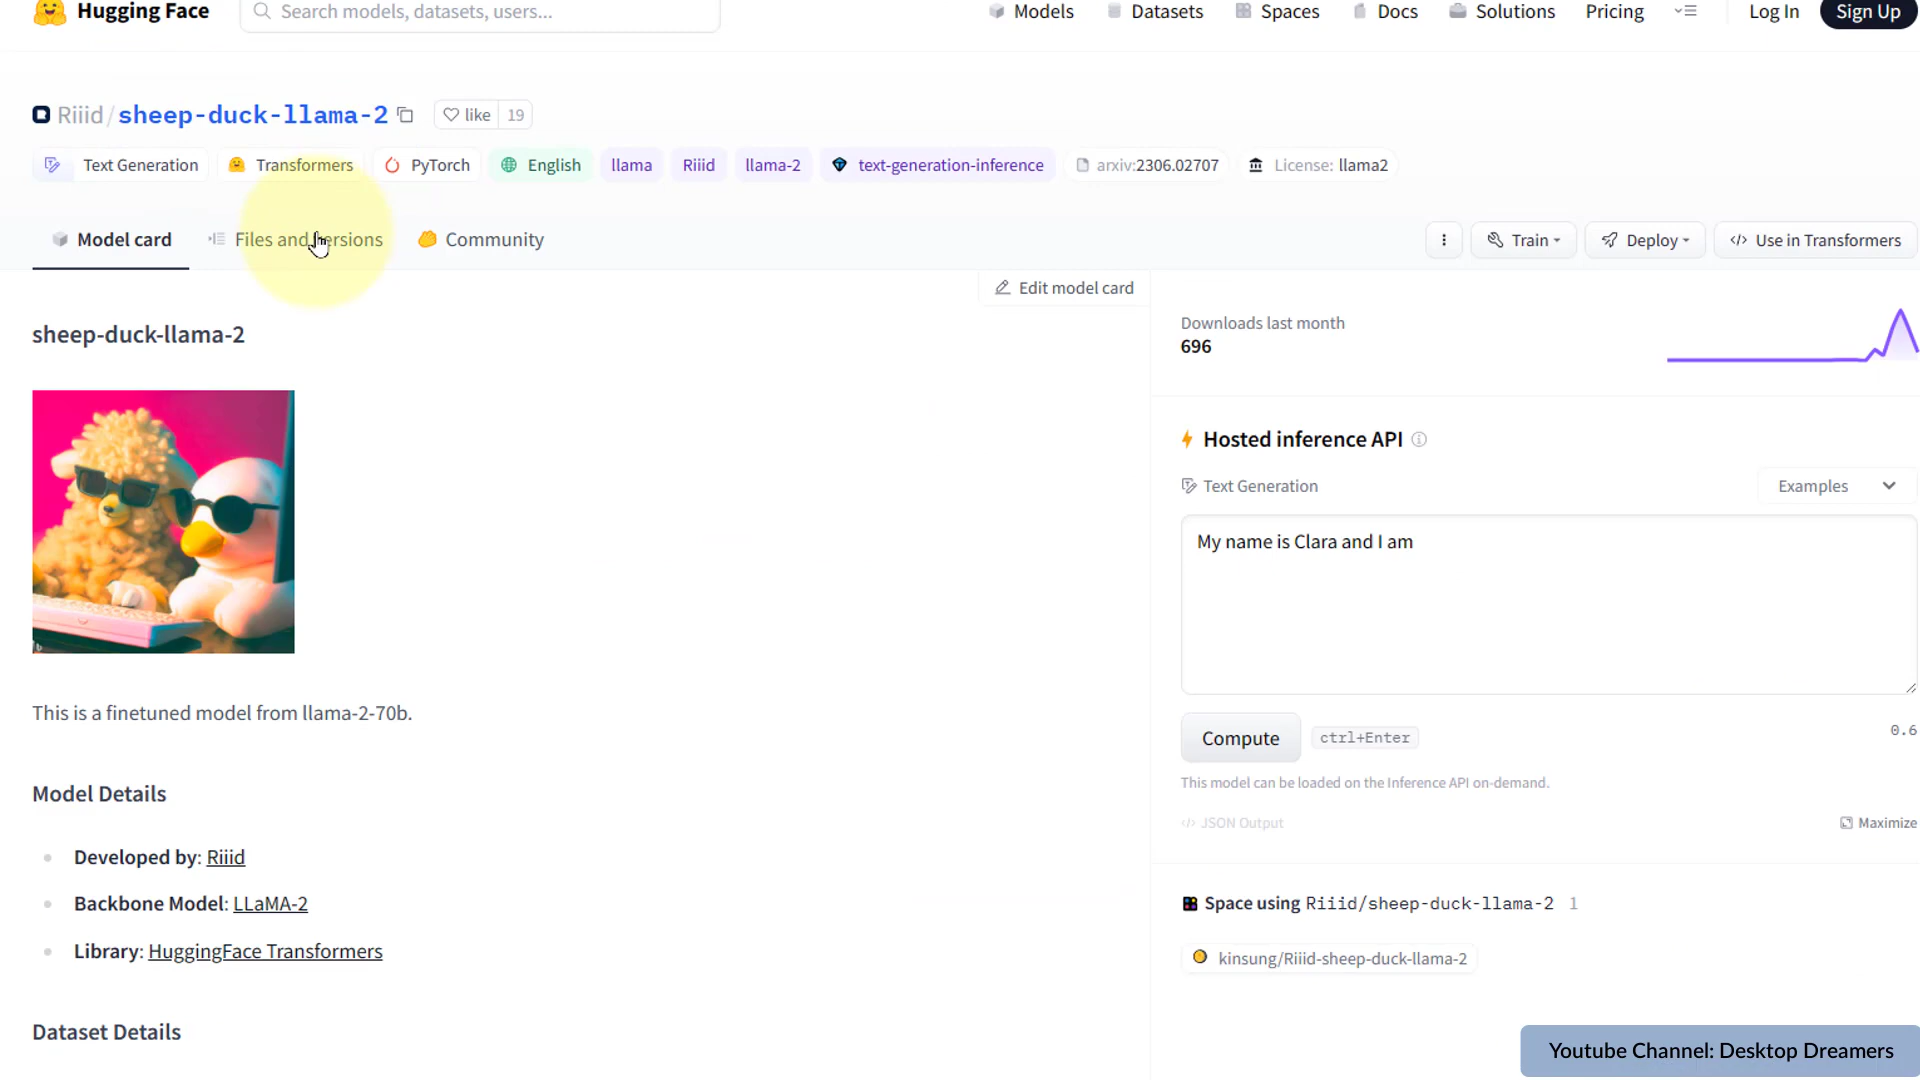 Hugging Face
Search models, datasets, users...
Models
Datasets
Spaces
Docs
Solutions
Pricing
Log In
Sign Up
Riiid/sheep-duck-llama-2
like 19
Text Generation
Transformers
PyTorch
English
llama
Riiid
llama-2
text-generation-inference
arxiv:2306.02707
License: llama2
Model card
Files and versions
Community
Train
Deploy
</> Use in Transformers
Edit model card
sheep-duck-llama-2
This is a finetuned model from llama-2-70b.
Model Details
Developed by: Riiid
Backbone Model: LLaMA-2
Library: HuggingFace Transformers
Dataset Details
Downloads last month
696
Hosted inference API
Text Generation
Examples
My name is Clara and I am
Compute
ctrl+Enter
0.6
This model can be loaded on the Inference API on-demand.
</> JSON Output
Maximize
Space using Riiid/sheep-duck-llama-2 1
kinsung/Riiid-sheep-duck-llama-2
Youtube Channel: Desktop Dreamers